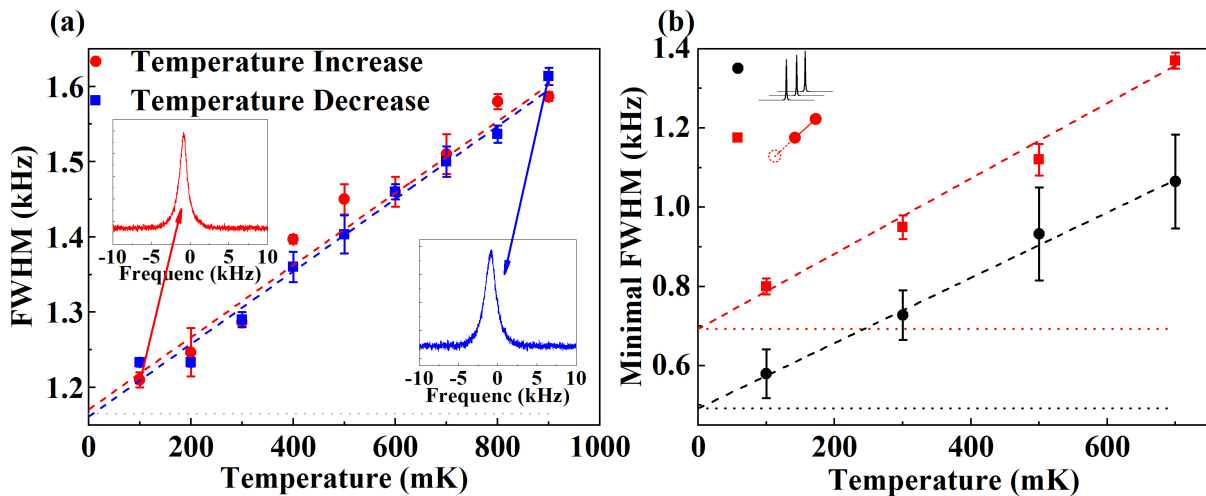 (a)
Temperature Increase
Temperature Decrease
FWHM (kHz)
1.6
1.5
1.4
1.3
1.2
-10 -5 0 5 10
Frequenc (kHz)
-10 -5 0 5 10
Frequenc (kHz)
0 200 400 600 800 1000
Temperature (mK)
(b)
Minimal FWHM (kHz)
1.4
1.2
1.0
0.8
0.6
0 200 400 600
Temperature (mK)